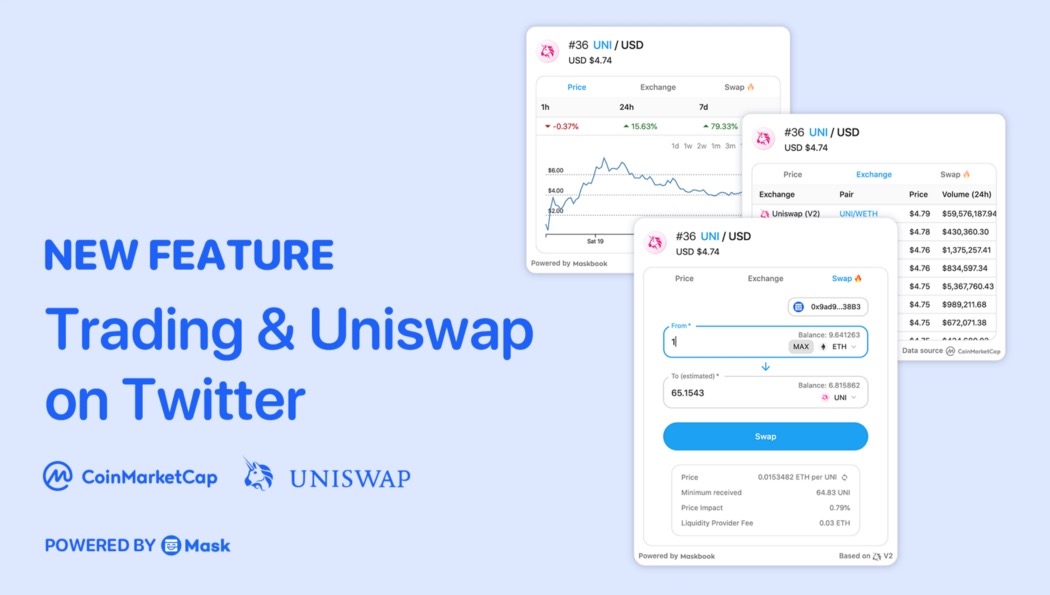 NEW FEATURE
Trading & Uniswap
on Twitter
CoinMarketCap
UNISWAP
POWERED BY Mask
#36 UNI / USD
USD $4.74
Price Exchange Swap
1h 24h 7d
-0.37% 15.63% 79.33%
1d 1w 2w 1m 3m
$6.00
$4.00
$2.00
Sat 19
Powered by Maskbook
#36 UNI / USD
USD $4.74
Price Exchange Swap
Exchange Pair Price Volume (24h)
Uniswap (V2) UNI/WETH $4.79 $59,576,187.94
$4.78 $430,360.30
$4.76 $1,375,257.41
$4.76 $834,597.34
$4.75 $5,367,760.43
$4.75 $989,211.68
$4.75 $672,071.38
Data source CoinMarketCap
#36 UNI / USD
USD $4.74
Price Exchange Swap
0x9ad9...38B3
From *
Balance: 9.641263
1 MAX ETH
To (estimated) *
Balance: 6.815862
65.1543 UNI
Swap
Price 0.0153482 ETH per UNI
Minimum received 64.83 UNI
Price Impact 0.79%
Liquidity Provider Fee 0.03 ETH
Powered by Maskbook Based on V2